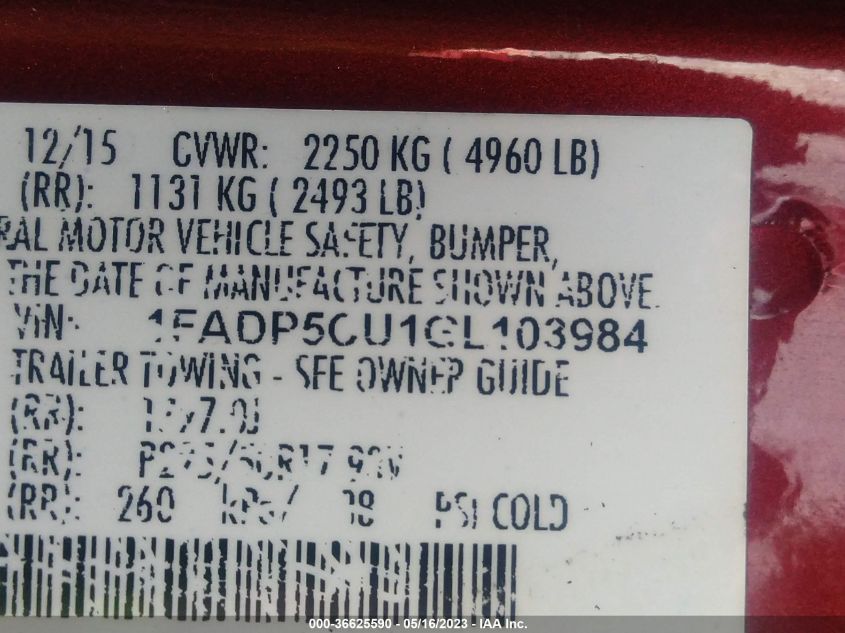 12/15 CVWR: 2250 KG ( 4960 LB)
(RR): 1131 KG ( 2493 LB)
RAL MOTOR VEHICLE SAFETY, BUMPER,
THE DATE OF MANUFACTURE SHOWN ABOVE.
VIN: 1FADP5CU1GL103984
TRAILER TOWING - SEE OWNER GUIDE
(RR):
(RR):
(RR): 260 kPa/ 38 PSI COLD
000-36625590 - 05/16/2023 - IAA Inc.